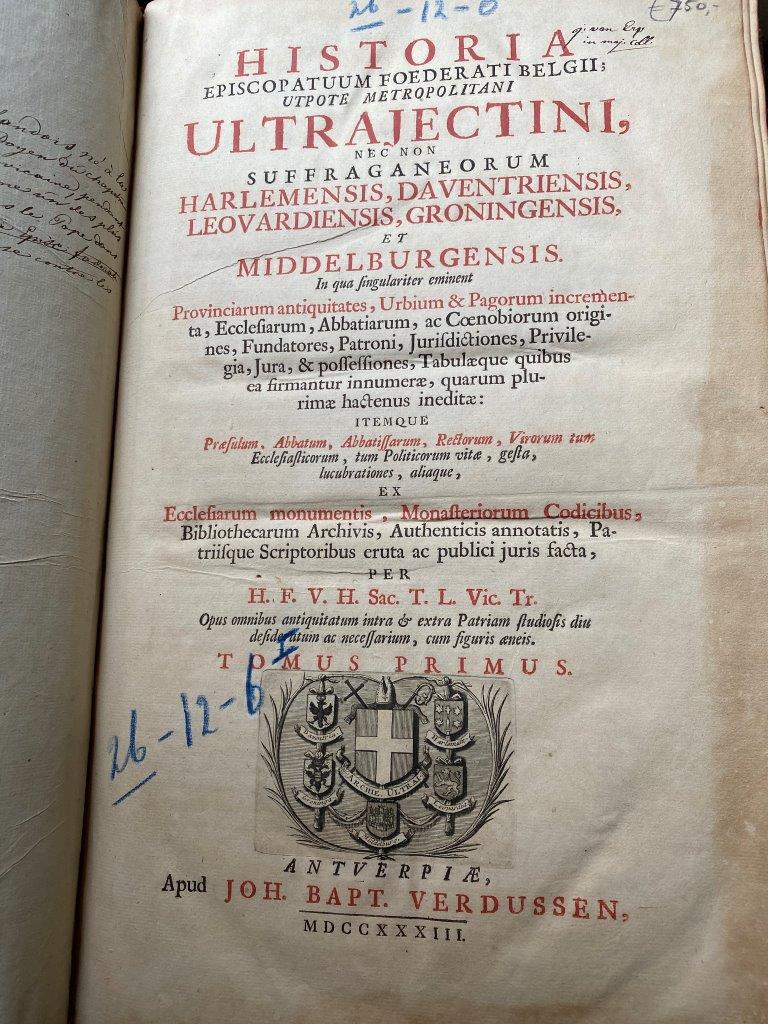 26-12-6
€750,-
HISTORIA
EPISCOPATUUM FOEDERATI BELGII;
UTPOTE METROPOLITANI
ULTRAJECTINI,
NEC NON
SUFFRAGANEORUM
HARLEMENSIS, DAVENTRIENSIS,
LEOVARDIENSIS, GRONINGENSIS,
ET
MIDDELBURGENSIS.
In qua ſingulariter eminent
Provinciarum antiquitates, Urbium & Pagorum incremen-
ta, Eccleſiarum, Abbatiarum, ac Cœnobiorum origi-
nes, Fundatores, Patroni, Juriſdictiones, Privile-
gia, Jura, & poſſeſſiones, Tabulæque quibus
ea firmantur innumeræ, quarum plu-
rimæ hactenus ineditæ:
ITEMQUE
Præſulum, Abbatum, Abbatiſſarum, Rectorum, Virorum tum
Eccleſiaſticorum, tum Politicorum vitæ, geſta,
lucubrationes, aliaque,
EX
Eccleſiarum monumentis, Monaſteriorum Codicibus,
Bibliothecarum Archivis, Authenticis annotatis, Pa-
triiſque Scriptoribus eruta ac publici juris facta,
PER
H. F. V. H. Sac. T. L. Vic. Tr.
Opus omnibus antiquitatum intra & extra Patriam ſtudioſis diu
deſideratum ac neceſſarium, cum figuris æneis.
TOMUS PRIMUS.
I
26-12-6
Daventria
Harlemen
ARCHIE. ULTRAI
Groninga
Leovardia
Middelburg
ANTVERPIÆ,
Apud JOH. BAPT. VERDUSSEN,
MDCCXXXIII.